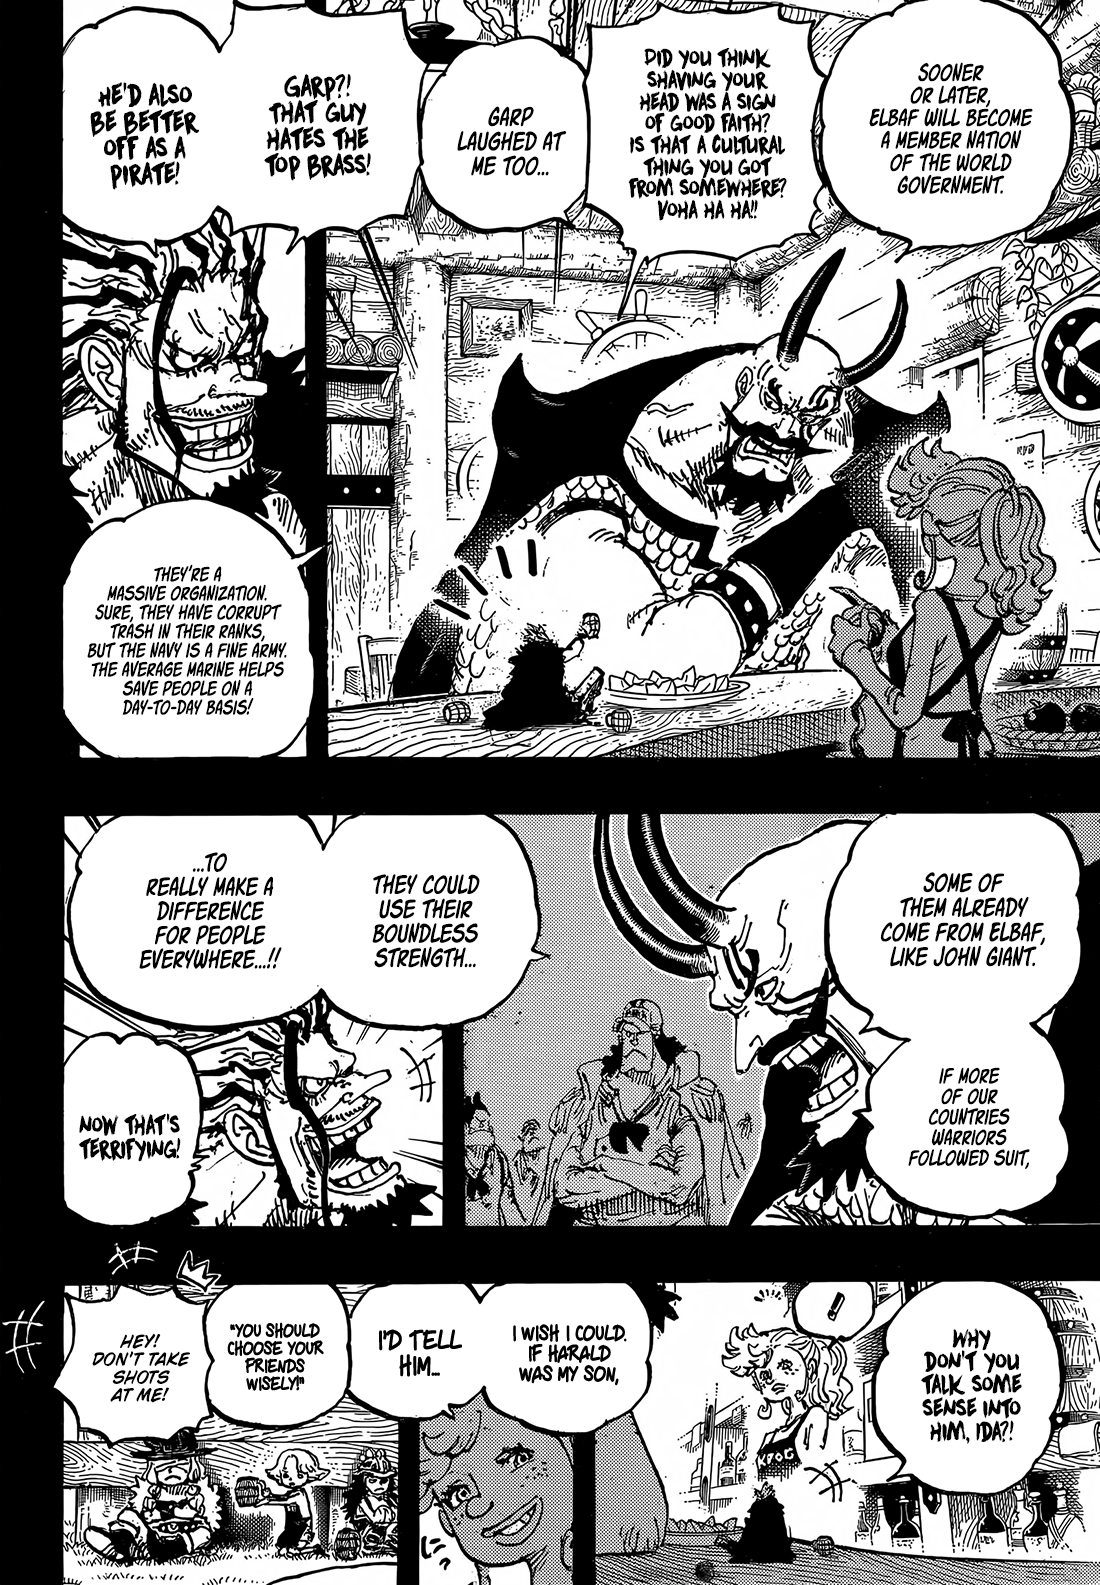 SOONER
OR LATER,
ELBAF WILL BECOME
A MEMBER NATION
OF THE WORLD
GOVERNMENT.
DID YOU THINK
SHAVING YOUR
HEAD WAS A SIGN
OF GOOD FAITH?
IS THAT A CULTURAL
THING YOU GOT
FROM SOMEWHERE?
VOHA HA HA!!
GARP
LAUGHED AT
ME TOO...
GARP?!
THAT GUY
HATES THE
TOP BRASS!
HE'D ALSO
BE BETTER
OFF AS A
PIRATE!
THEY'RE A
MASSIVE ORGANIZATION.
SURE, THEY HAVE CORRUPT
TRASH IN THEIR RANKS,
BUT THE NAVY IS A FINE ARMY.
THE AVERAGE MARINE HELPS
SAVE PEOPLE ON A
DAY-TO-DAY BASIS!
SOME OF
THEM ALREADY
COME FROM ELBAF,
LIKE JOHN GIANT.
IF MORE
OF OUR
COUNTRIES
WARRIORS
FOLLOWED SUIT,
THEY COULD
USE THEIR
BOUNDLESS
STRENGTH...
...TO
REALLY MAKE A
DIFFERENCE
FOR PEOPLE
EVERYWHERE...!!
NOW THAT'S
TERRIFYING!
WHY
DON'T YOU
TALK SOME
SENSE INTO
HIM, IDA?!
!
I WISH I COULD.
IF HARALD
WAS MY SON,
I'D TELL
HIM...
"YOU SHOULD
CHOOSE YOUR
FRIENDS
WISELY!"
HEY!
DON'T TAKE
SHOTS
AT ME!